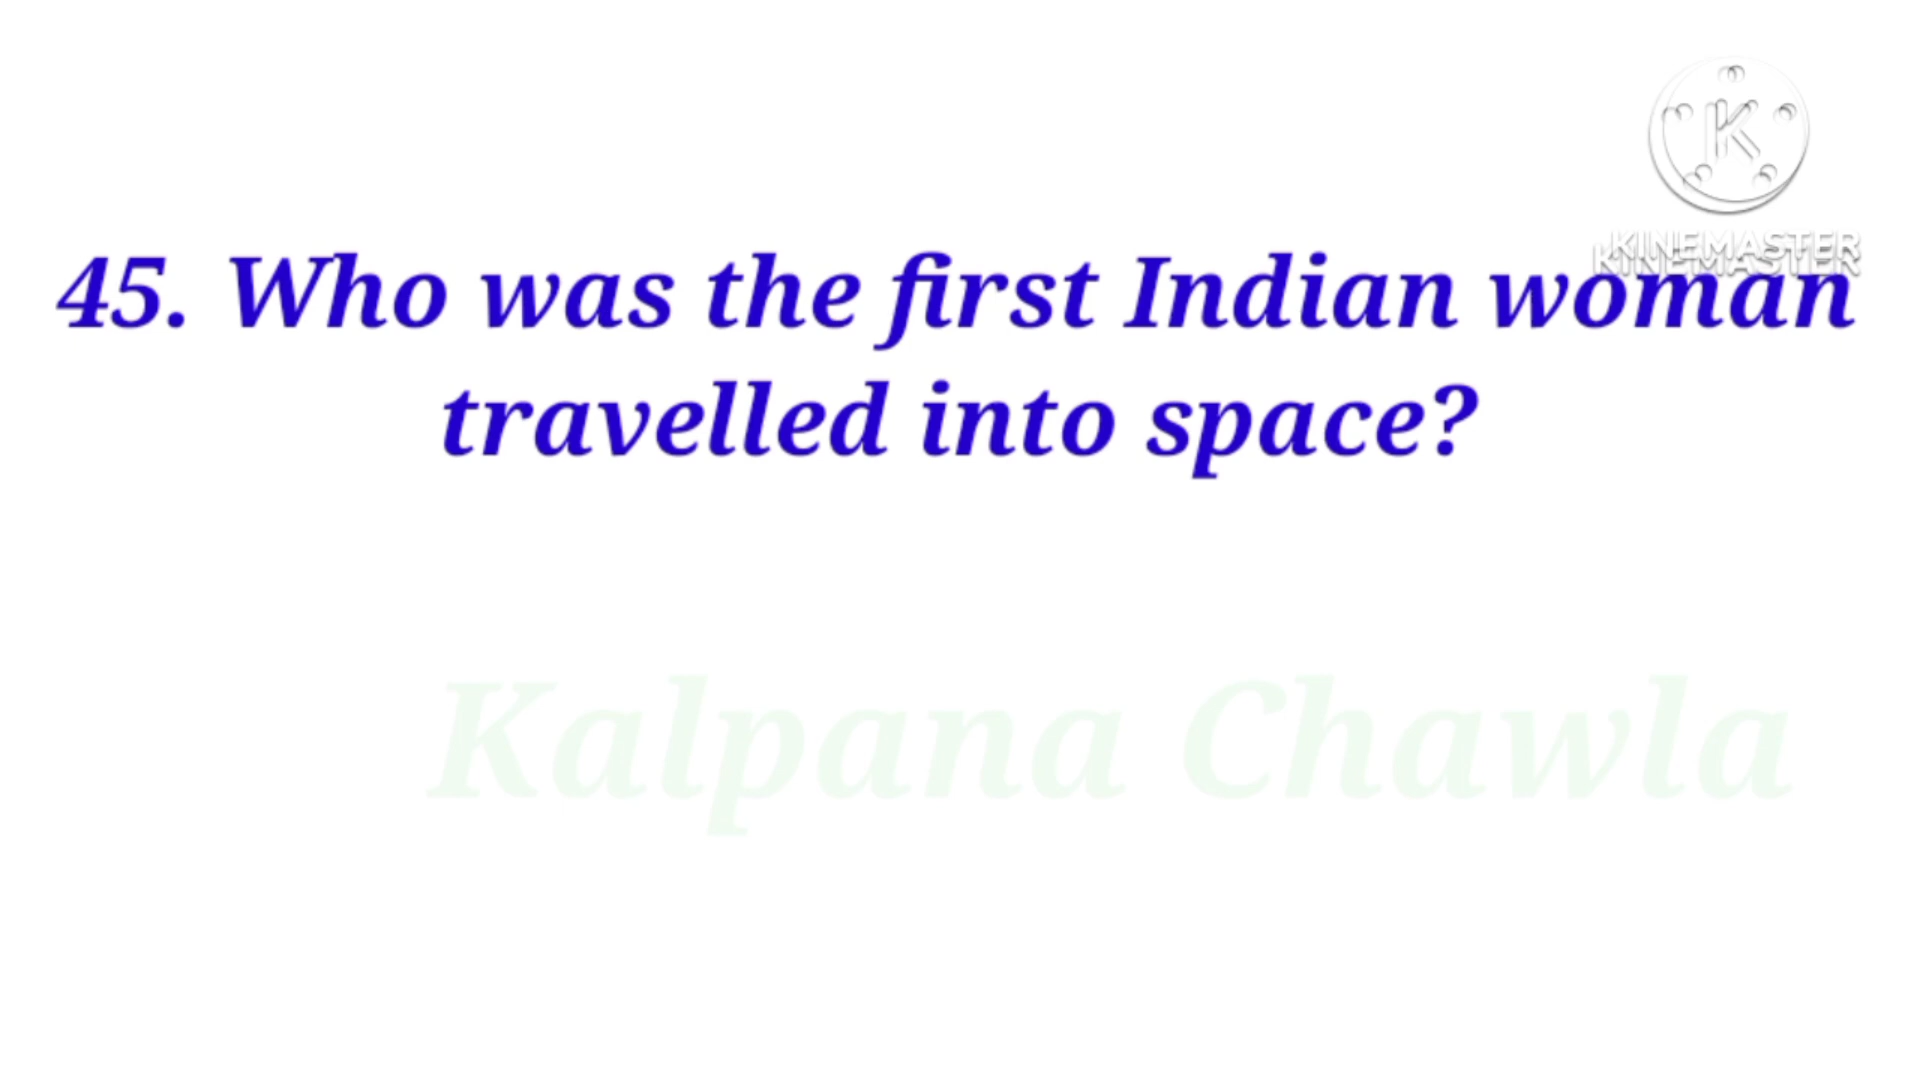 KINEMASTER
45. Who was the first Indian woman
travelled into space?
Kalpana Chawla